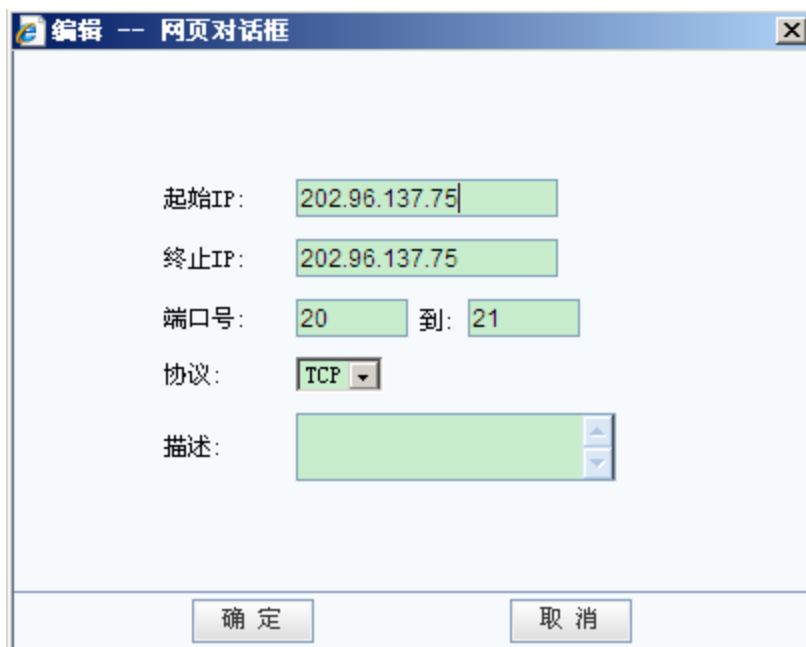 编辑 -- 网页对话框
起始IP: 202.96.137.75
终止IP: 202.96.137.75
端口号: 20 到: 21
协议: TCP
描述:
确 定 取 消